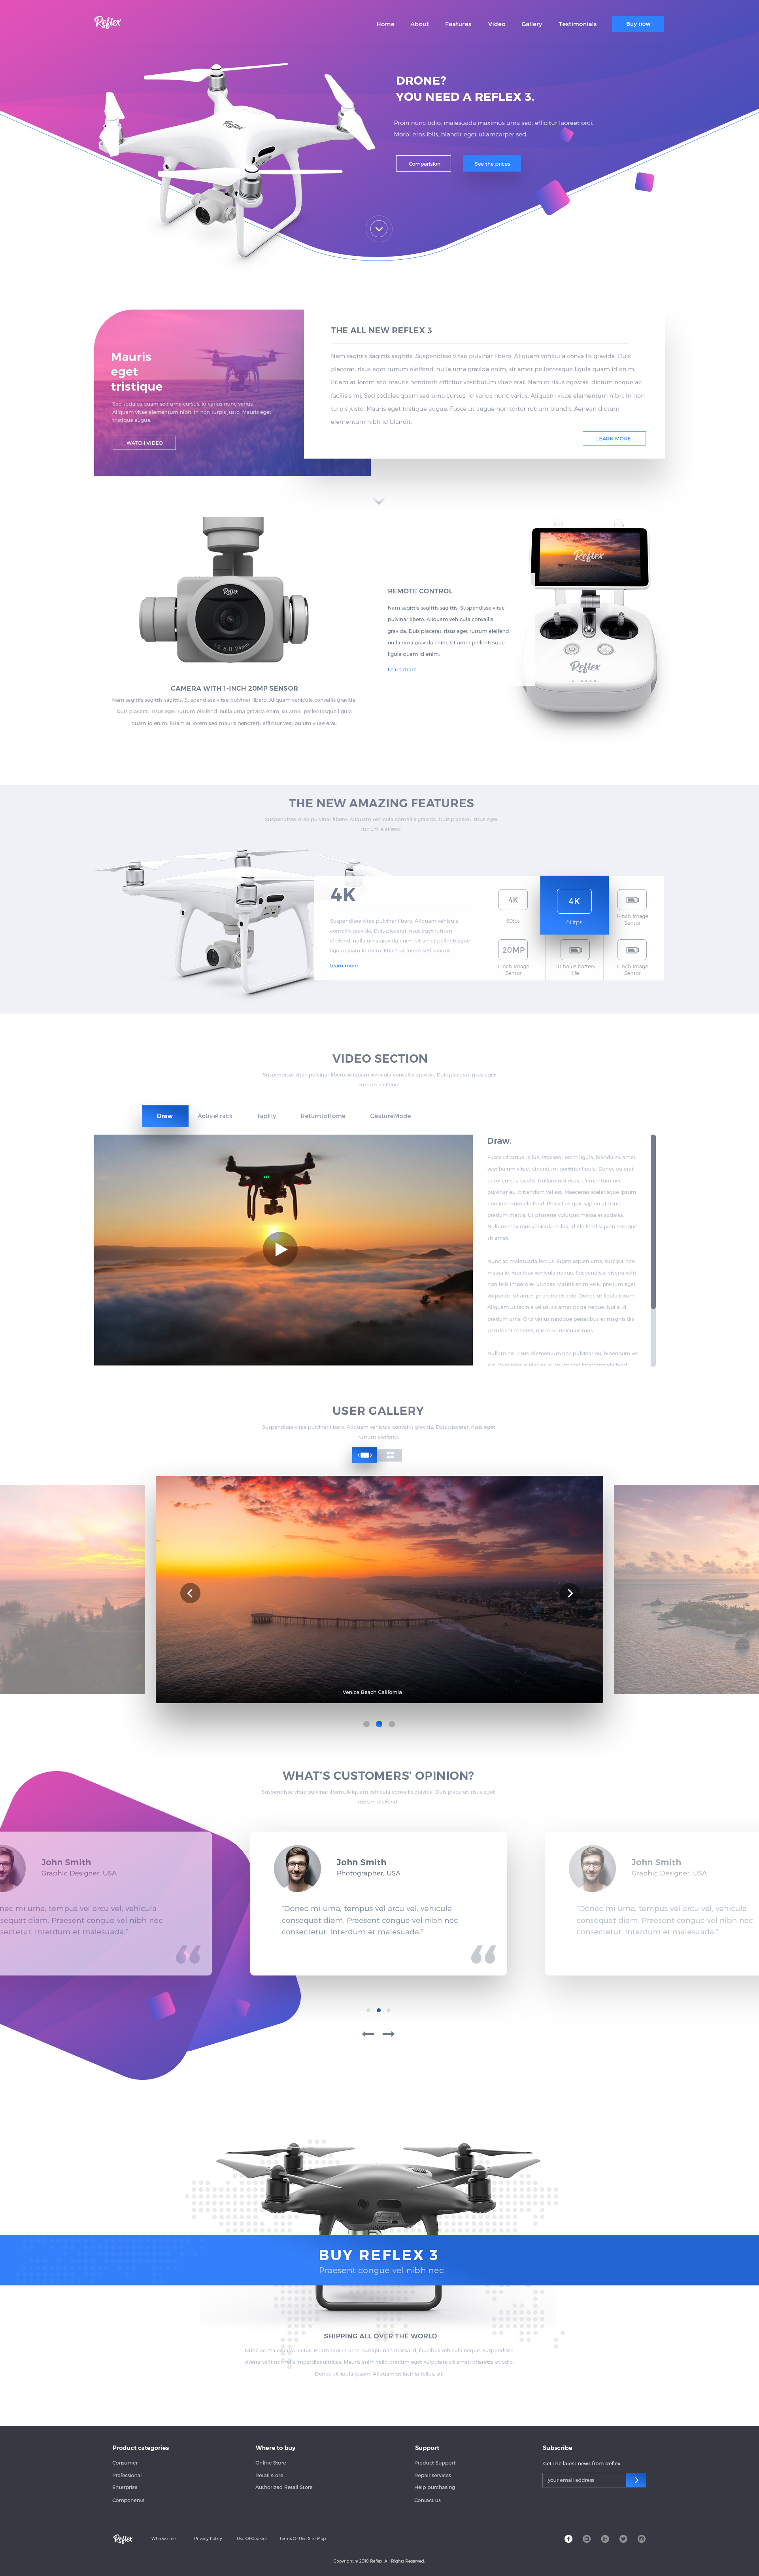 Reflex
Home About Features Video Gallery Testimonials Buy now
DRONE?
YOU NEED A REFLEX 3.
Proin nunc odio, malesuada maximus urna sed, efficitur laoreet orci.
Morbi eros felis, blandit eget ullamcorper sed.
Comparision See the prices
Reflex
Mauris
eget
tristique
Sed sodales quam sed urna cursus, id varius nunc varius.
Aliquam vitae elementum nibh. In non turpis justo. Mauris eget
tristique augue.
WATCH VIDEO
THE ALL NEW REFLEX 3
Nam sagittis sagittis sagittis. Suspendisse vitae pulvinar libero. Aliquam vehicula convallis gravida. Duis
placerat, risus eget rutrum eleifend, nulla urna gravida enim, sit amet pellentesque ligula quam id enim.
Etiam at lorem sed mauris hendrerit efficitur vestibulum vitae erat. Nam et risus egestas, dictum neque ac,
facilisis mi. Sed sodales quam sed urna cursus, id varius nunc varius. Aliquam vitae elementum nibh. In non
turpis justo. Mauris eget tristique augue. Fusce ut augue non tortor rutrum blandit. Aenean dictum
elementum nibh id blandit.
LEARN MORE
Reflex
CAMERA WITH 1-INCH 20MP SENSOR
Nam sagittis sagittis sagittis. Suspendisse vitae pulvinar libero. Aliquam vehicula convallis gravida.
Duis placerat, risus eget rutrum eleifend, nulla urna gravida enim, sit amet pellentesque ligula
quam id enim. Etiam at lorem sed mauris hendrerit efficitur vestibulum vitae erat.
REMOTE CONTROL
Nam sagittis sagittis sagittis. Suspendisse vitae
pulvinar libero. Aliquam vehicula convallis
gravida. Duis placerat, risus eget rutrum eleifend,
nulla urna gravida enim, sit amet pellentesque
ligula quam id enim.
Learn more
Reflex
Reflex
THE NEW AMAZING FEATURES
Suspendisse vitae pulvinar libero. Aliquam vehicula convallis gravida. Duis placerat, risus eget
rutrum eleifend.
4K
Suspendisse vitae pulvinar libero. Aliquam vehicula
convallis gravida. Duis placerat, risus eget rutrum
eleifend, nulla urna gravida enim, sit amet pellentesque
ligula quam id enim. Etiam at lorem sed mauris.
Learn more
4K
60fps
4K
60fps
1-inch Image
Sensor
20MP
1-inch Image
Sensor
10 hours battery
life
1-inch Image
Sensor
VIDEO SECTION
Suspendisse vitae pulvinar libero. Aliquam vehicula convallis gravida. Duis placerat, risus eget
rutrum eleifend.
Draw ActiveTrack TapFly ReturntoHome GestureMode
Draw.
Fusce id varius tellus. Praesent enim ligula, blandit sit amet
vestibulum vitae, bibendum porttitor ligula. Donec eu erat
et mi cursus iaculis. Nullam nisi risus, elementum nec
pulvinar eu, bibendum vel est. Maecenas scelerisque ipsum
non interdum eleifend. Phasellus quis sapien at risus
pretium mattis. Ut pharetra volutpat massa et sodales.
Nullam maximus vehicula tellus, id eleifend sapien tristique
sit amet.
Nunc ac malesuada lectus. Etiam sapien urna, suscipit non
massa id, faucibus vehicula neque. Suspendisse viverra velit
non felis imperdiet ultrices. Mauris enim velit, pretium eget
vulputate sit amet, pharetra et odio. Donec ut ligula ipsum.
Aliquam ut lacinia tellus, sit amet porta neque. Nulla id
pretium urna. Orci varius natoque penatibus et magnis dis
parturient montes, nascetur ridiculus mus.
Nullam nisi risus, elementum nec pulvinar eu, bibendum vel
est. Maecenas scelerisque ipsum non interdum eleifend.
USER GALLERY
Suspendisse vitae pulvinar libero. Aliquam vehicula convallis gravida. Duis placerat, risus eget
rutrum eleifend.
Venice Beach California
WHAT'S CUSTOMERS' OPINION?
Suspendisse vitae pulvinar libero. Aliquam vehicula convallis gravida. Duis placerat, risus eget
rutrum eleifend.
John Smith
Graphic Designer, USA
nec mi urna, tempus vel arcu vel, vehicula
sequat diam. Praesent congue vel nibh nec
sectetur. Interdum et malesuada."
John Smith
Photographer, USA
"Donec mi urna, tempus vel arcu vel, vehicula
consequat diam. Praesent congue vel nibh nec
consectetur. Interdum et malesuada."
John Smith
Graphic Designer, USA
"Donec mi urna, tempus vel arcu vel, vehicula
consequat diam. Praesent congue vel nibh nec
consectetur. Interdum et malesuada."
BUY REFLEX 3
Praesent congue vel nibh nec
SHIPPING ALL OVER THE WORLD
Nunc ac malesuada lectus. Etiam sapien urna, suscipit non massa id, faucibus vehicula neque. Suspendisse
viverra velit non felis imperdiet ultrices. Mauris enim velit, pretium eget vulputate sit amet, pharetra et odio.
Donec ut ligula ipsum. Aliquam ut lacinia tellus, sit.
Product categories
Consumer
Professional
Enterprise
Components
Where to buy
Online Store
Retail store
Authorized Retail Store
Support
Product Support
Repair services
Help purchasing
Contact us
Subscribe
Get the latest news from Reflex
your email address
Reflex Who we are Privacy Policy Use Of Cookies Terms Of Use Site Map
Copyright © 2018 Reflex. All Rights Reserved.